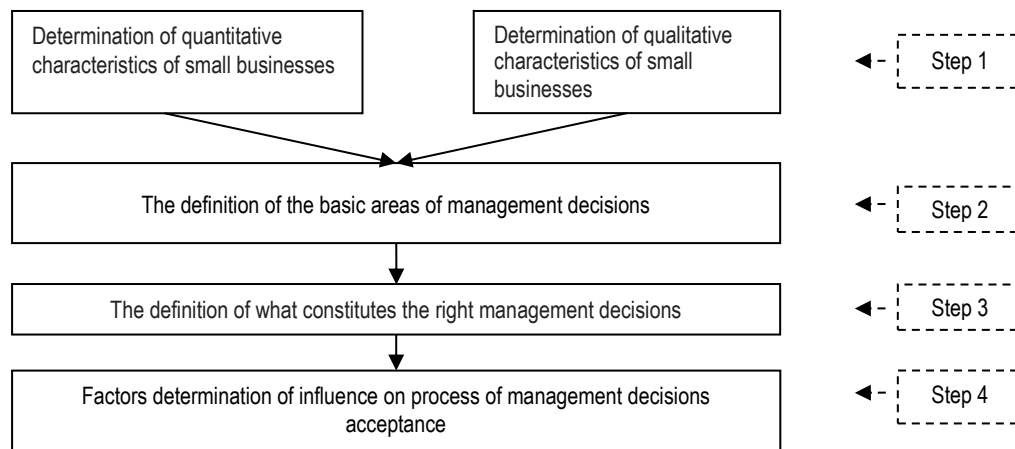 Determination of quantitative
characteristics of small businesses
Determination of qualitative
characteristics of small
businesses
Step 1
The definition of the basic areas of management decisions
Step 2
The definition of what constitutes the right management decisions
Step 3
Factors determination of influence on process of management decisions
acceptance
Step 4